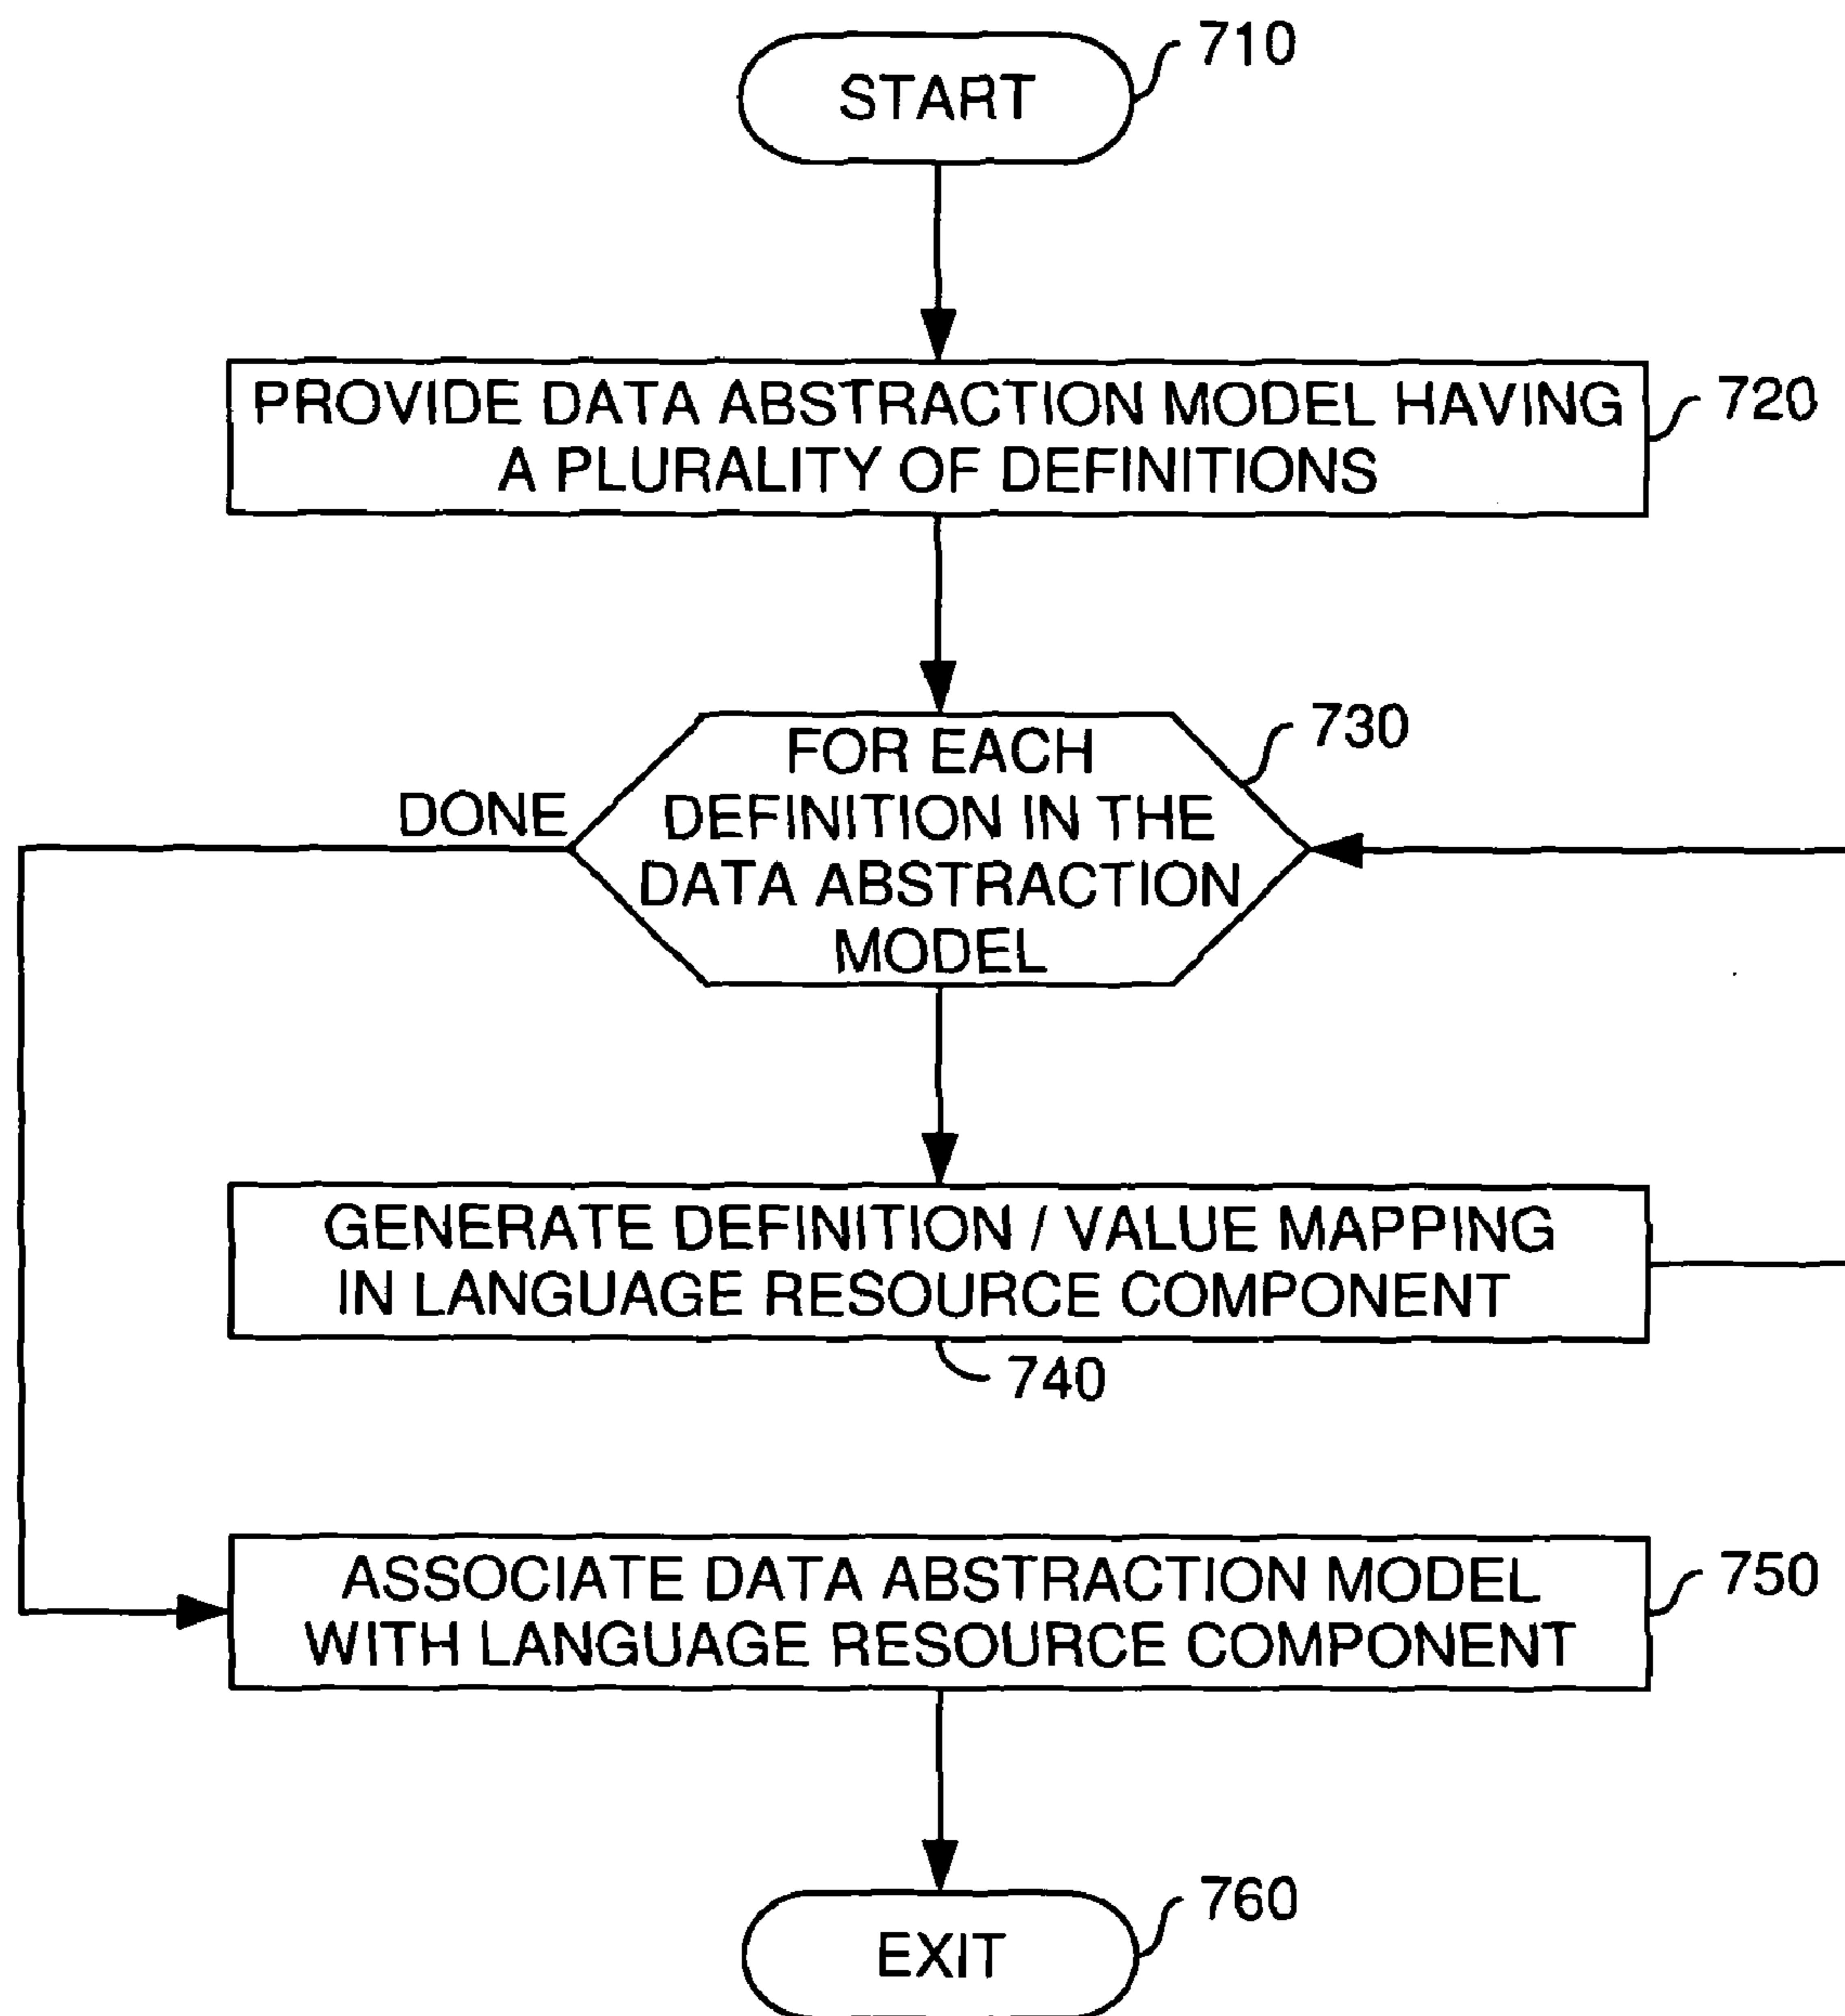 710
START
PROVIDE DATA ABSTRACTION MODEL HAVING
A PLURALITY OF DEFINITIONS
720
730
FOR EACH
DEFINITION IN THE
DATA ABSTRACTION
MODEL
DONE
GENERATE DEFINITION / VALUE MAPPING
IN LANGUAGE RESOURCE COMPONENT
740
ASSOCIATE DATA ABSTRACTION MODEL
WITH LANGUAGE RESOURCE COMPONENT
750
760
EXIT